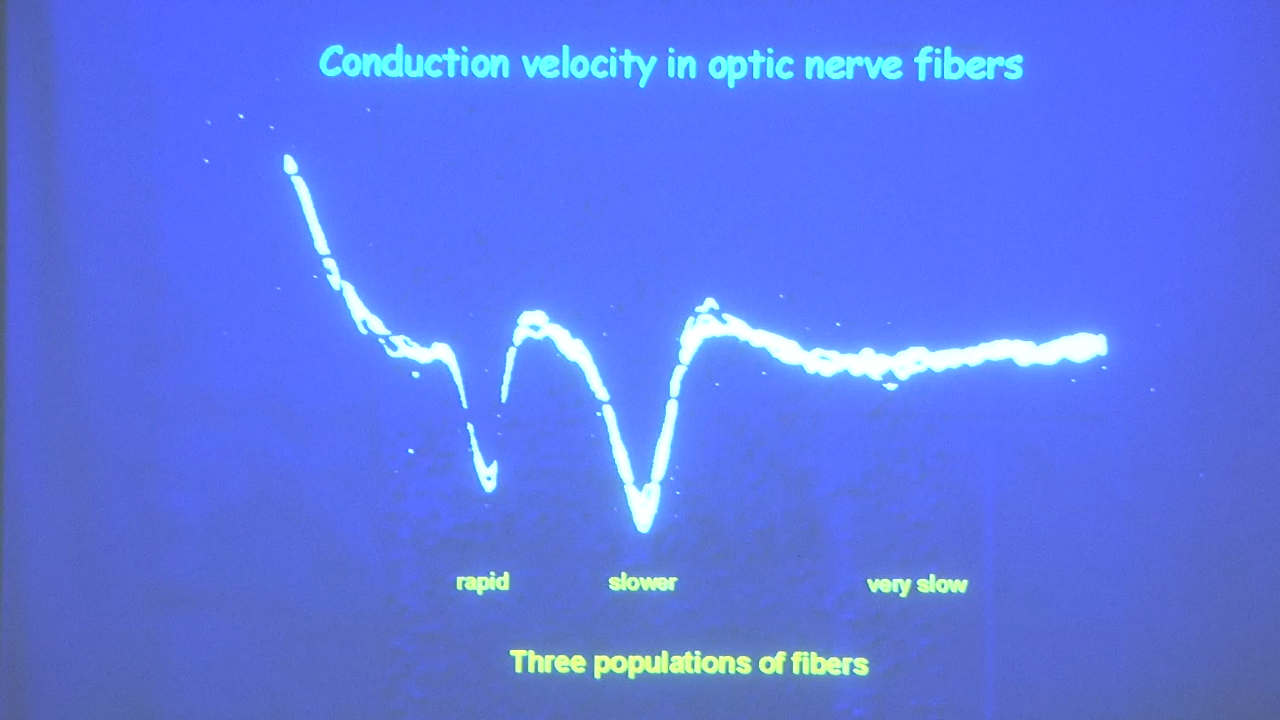 Conduction velocity in optic nerve fibers
rapid slower very slow
Three populations of fibers